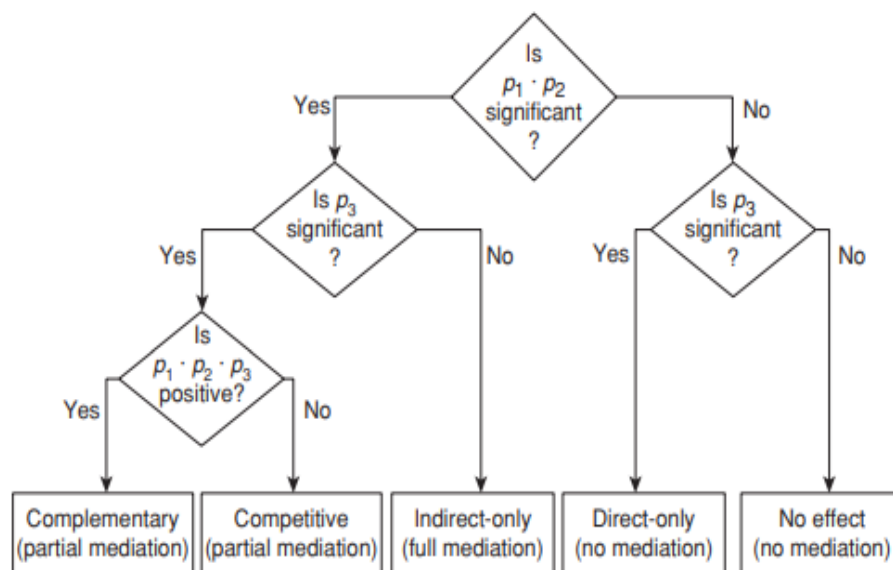 Is
p₁ · p₂
significant
?
Yes
No
Is p₃
significant
?
Is p₃
significant
?
Yes
No
Yes
No
Is
p₁ · p₂ · p₃
positive?
Yes
No
Complementary
(partial mediation)
Competitive
(partial mediation)
Indirect-only
(full mediation)
Direct-only
(no mediation)
No effect
(no mediation)